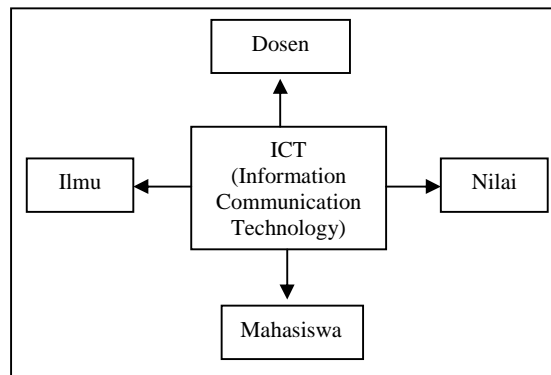 Dosen
ICT
(Information
Communication
Technology)
Ilmu
Nilai
Mahasiswa